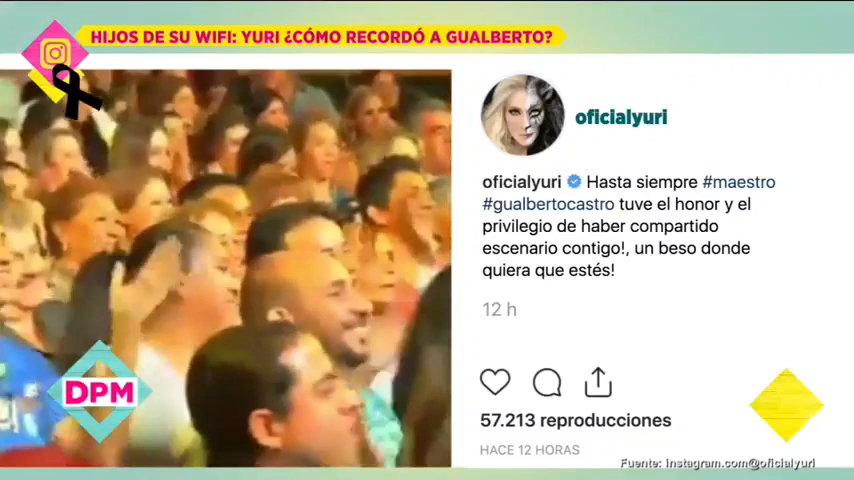 HIJOS DE SU WIFI: YURI ¿CÓMO RECORDÓ A GUALBERTO?
oficialyuri
oficialyuri Hasta siempre #maestro
#gualbertocastro tuve el honor y el
privilegio de haber compartido
escenario contigo!, un beso donde
quiera que estés!
12 h
57.213 reproducciones
HACE 12 HORAS
DPM
Fuente: Instagram.com@oficialyuri